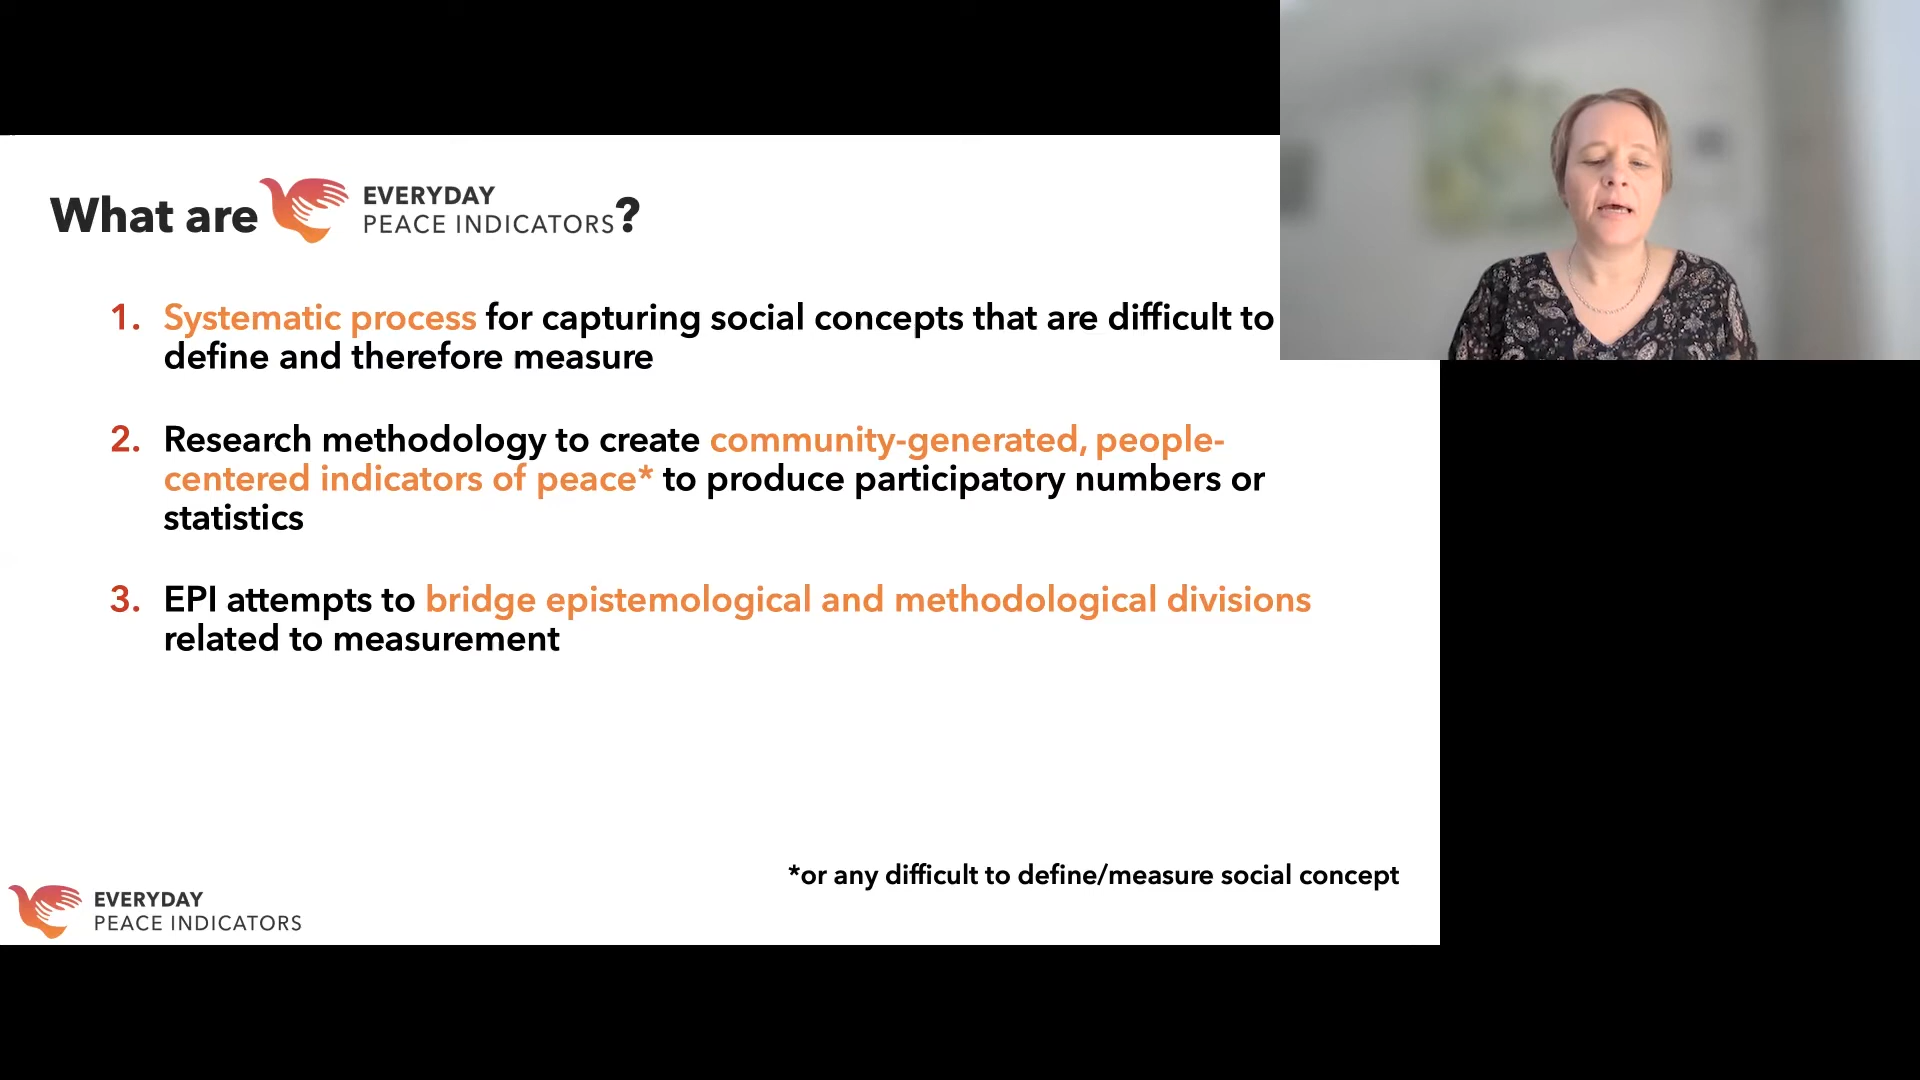 What are EVERYDAY PEACE INDICATORS?
1. Systematic process for capturing social concepts that are difficult to
define and therefore measure
2. Research methodology to create community-generated, people-
centered indicators of peace* to produce participatory numbers or
statistics
3. EPI attempts to bridge epistemological and methodological divisions
related to measurement
*or any difficult to define/measure social concept
EVERYDAY
PEACE INDICATORS